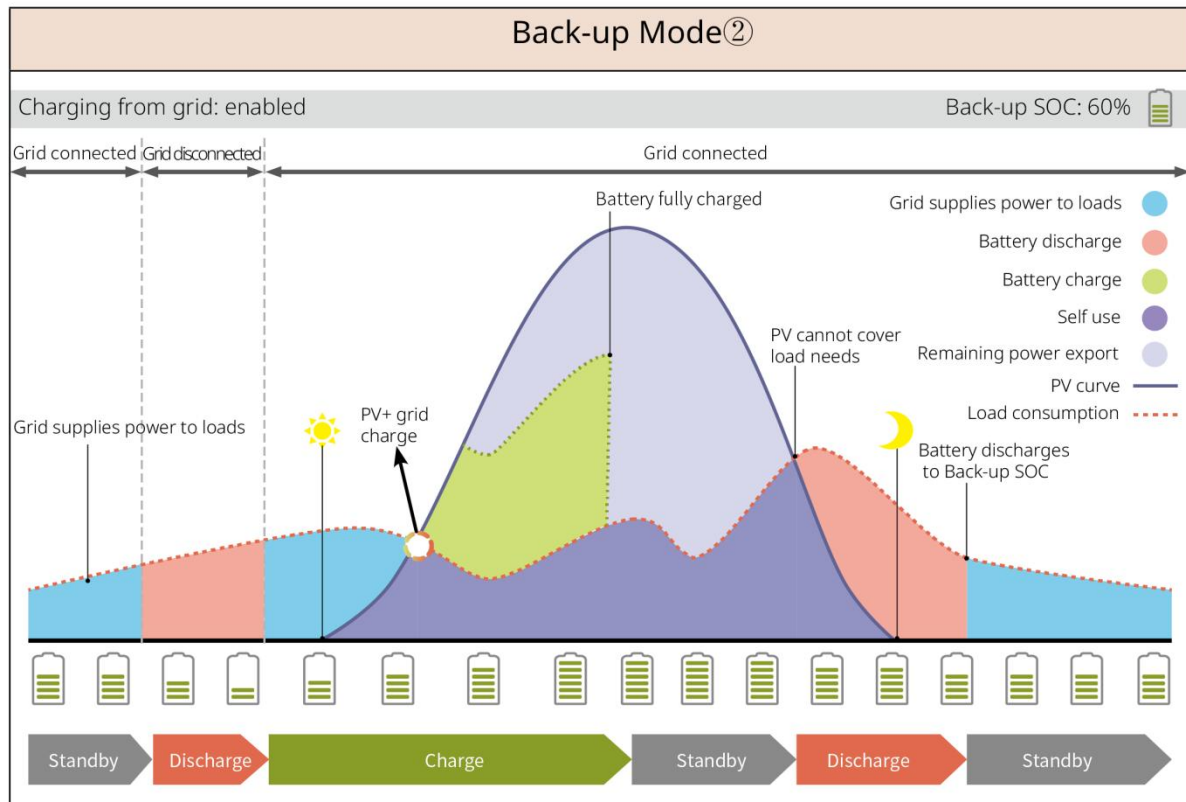 Back-up Mode②
Charging from grid: enabled
Back-up SOC: 60%
Grid connected
Grid disconnected
Grid connected
Battery fully charged
Grid supplies power to loads
Battery discharge
Battery charge
Self use
Remaining power export
PV curve
Load consumption
PV cannot cover
load needs
PV+ grid
charge
Grid supplies power to loads
Battery discharges
to Back-up SOC
Standby
Discharge
Charge
Standby
Discharge
Standby